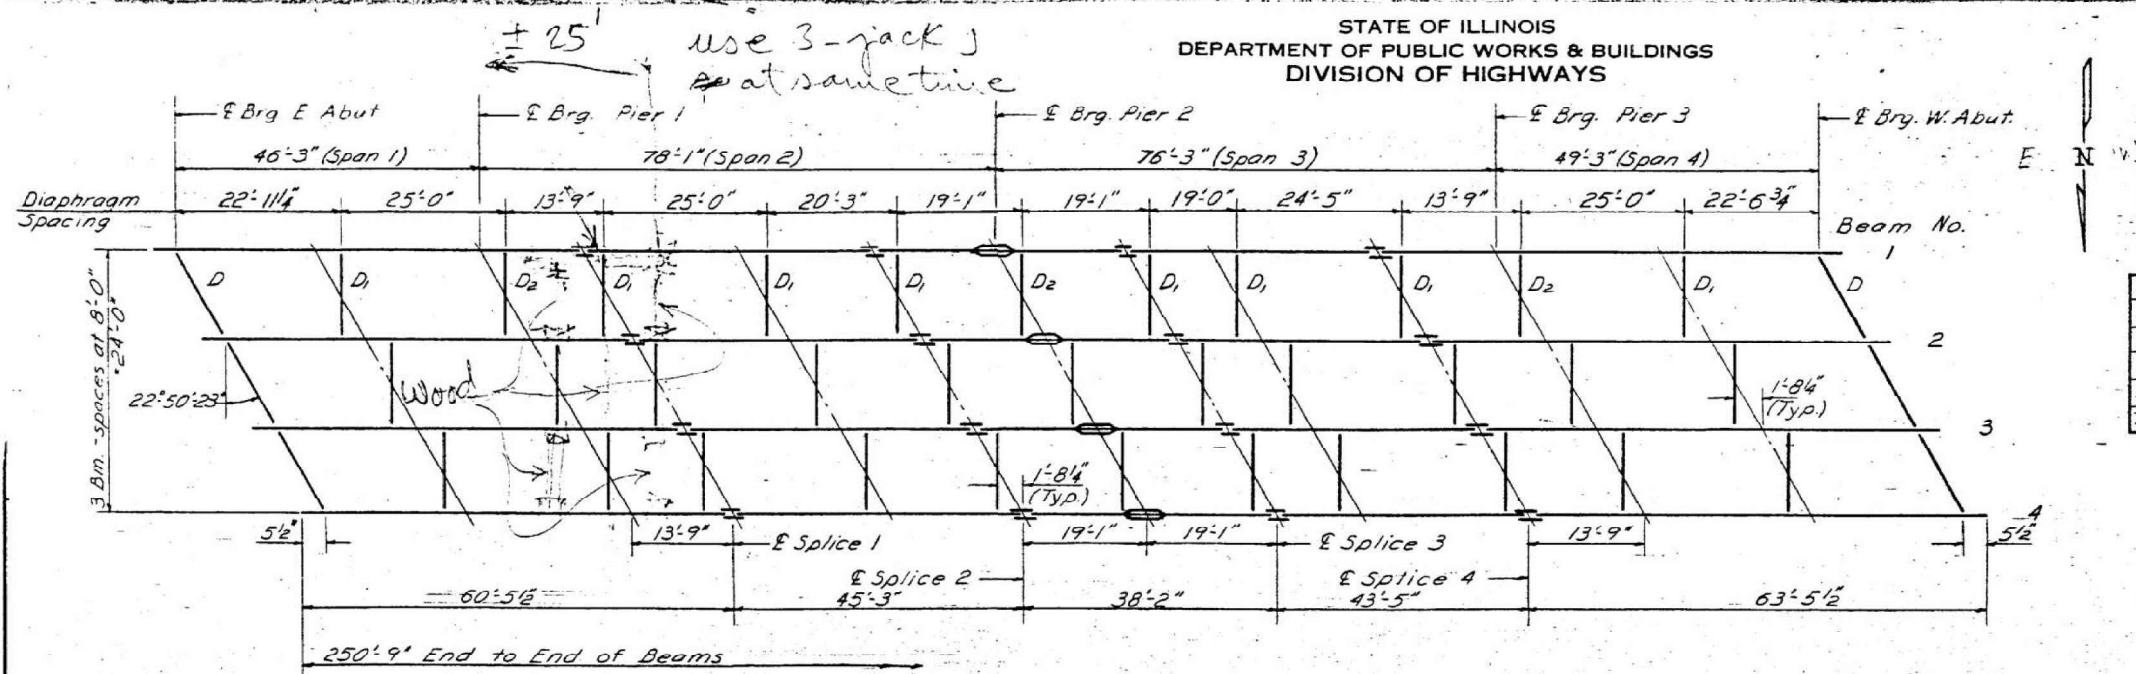 ± 25' use 3-jack s
at same time
STATE OF ILLINOIS
DEPARTMENT OF PUBLIC WORKS & BUILDINGS
DIVISION OF HIGHWAYS
℄ Brg E Abut ℄ Brg. Pier 1 ℄ Brg. Pier 2 ℄ Brg. Pier 3 ℄ Brg. W. Abut.
46'-3" (Span 1) 78'-1" (Span 2) 76'-3" (Span 3) 49'-3" (Span 4)
E N
Diaphragm
Spacing
22'-11¼" 25'-0" 13'-9" 25'-0" 20'-3" 19'-1" 19'-1" 19'-0" 24'-5" 13'-9" 25'-0" 22'-6¾"
Beam No.
1
D D₁ D₂ D₁ D₁ D₁ D₂ D₁ D₁ D₁ D₂ D₁ D
2
3 Bm. spaces at 8'-0"
=24'-0"
Wood
22°50'23"
1'-8¼"
(Typ.)
3
1'-8¼"
(Typ.)
4
5½" 13'-9" ℄ Splice 1 19'-1" 19'-1" ℄ Splice 3 13'-9" 5½"
℄ Splice 2 ℄ Splice 4
60'-5½" 45'-3" 38'-2" 43'-5" 63'-5½"
250'-9" End to End of Beams